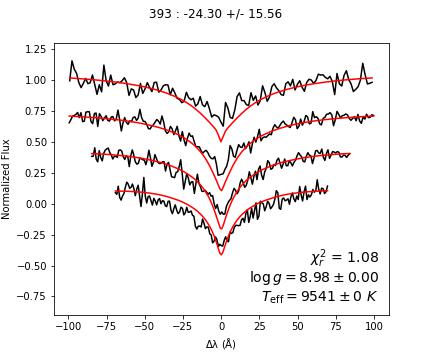 393 : -24.30 +/- 15.56
1.25
1.00
0.75
0.50
0.25
0.00
−0.25
−0.50
−0.75
Normalized Flux
χ²ᵣ = 1.08
log g = 8.98 ± 0.00
T_eff = 9541 ± 0 K
−100 −75 −50 −25 0 25 50 75 100
Δλ (Å)